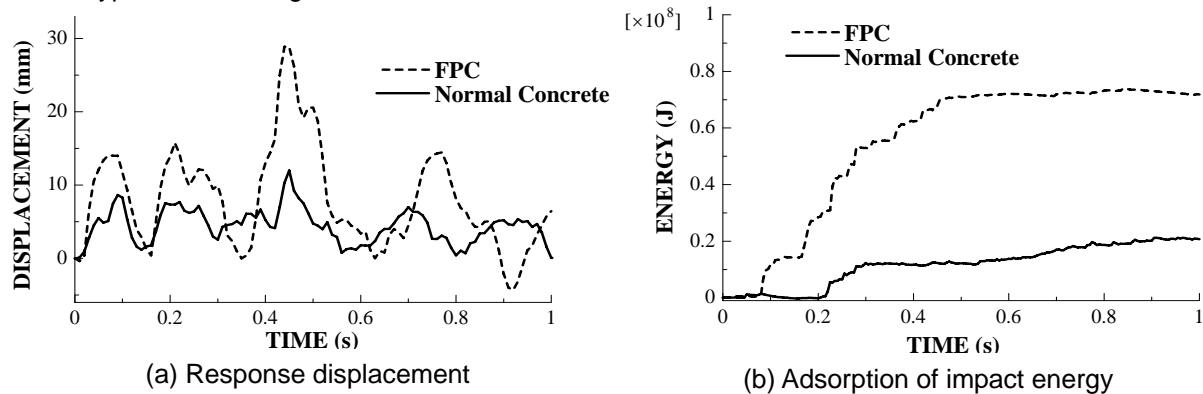 30
20
10
0
DISPLACEMENT (mm)
FPC
Normal Concrete
0 0.2 0.4 0.6 0.8 1
TIME (s)
(a) Response displacement
[×10⁸]
1
0.8
0.6
0.4
0.2
0
ENERGY (J)
FPC
Normal Concrete
0 0.2 0.4 0.6 0.8 1
TIME (s)
(b) Adsorption of impact energy